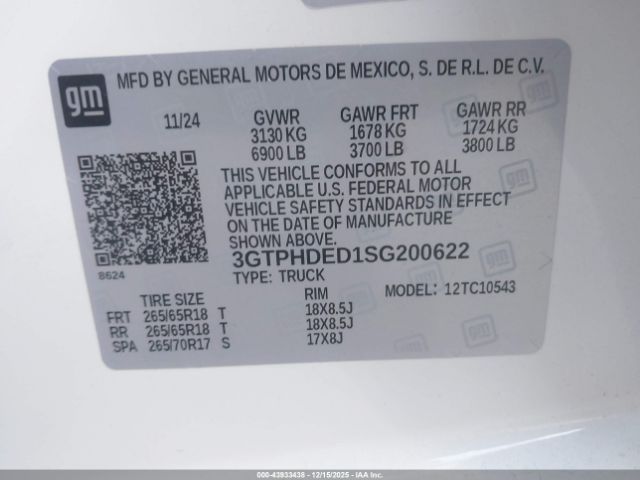 gm MFD BY GENERAL MOTORS DE MEXICO, S. DE R.L. DE C.V.
11/24 GVWR GAWR FRT GAWR RR
3130 KG 1678 KG 1724 KG
6900 LB 3700 LB 3800 LB
THIS VEHICLE CONFORMS TO ALL
APPLICABLE U.S. FEDERAL MOTOR
VEHICLE SAFETY STANDARDS IN EFFECT
ON THE DATE OF MANUFACTURE
SHOWN ABOVE.
3GTPHDED1SG200622
8624 TYPE: TRUCK
TIRE SIZE RIM MODEL: 12TC10543
FRT 265/65R18 T 18X8.5J
RR 265/65R18 T 18X8.5J
SPA 265/70R17 S 17X8J
000-43933438 - 12/15/2025 - IAAI.COM